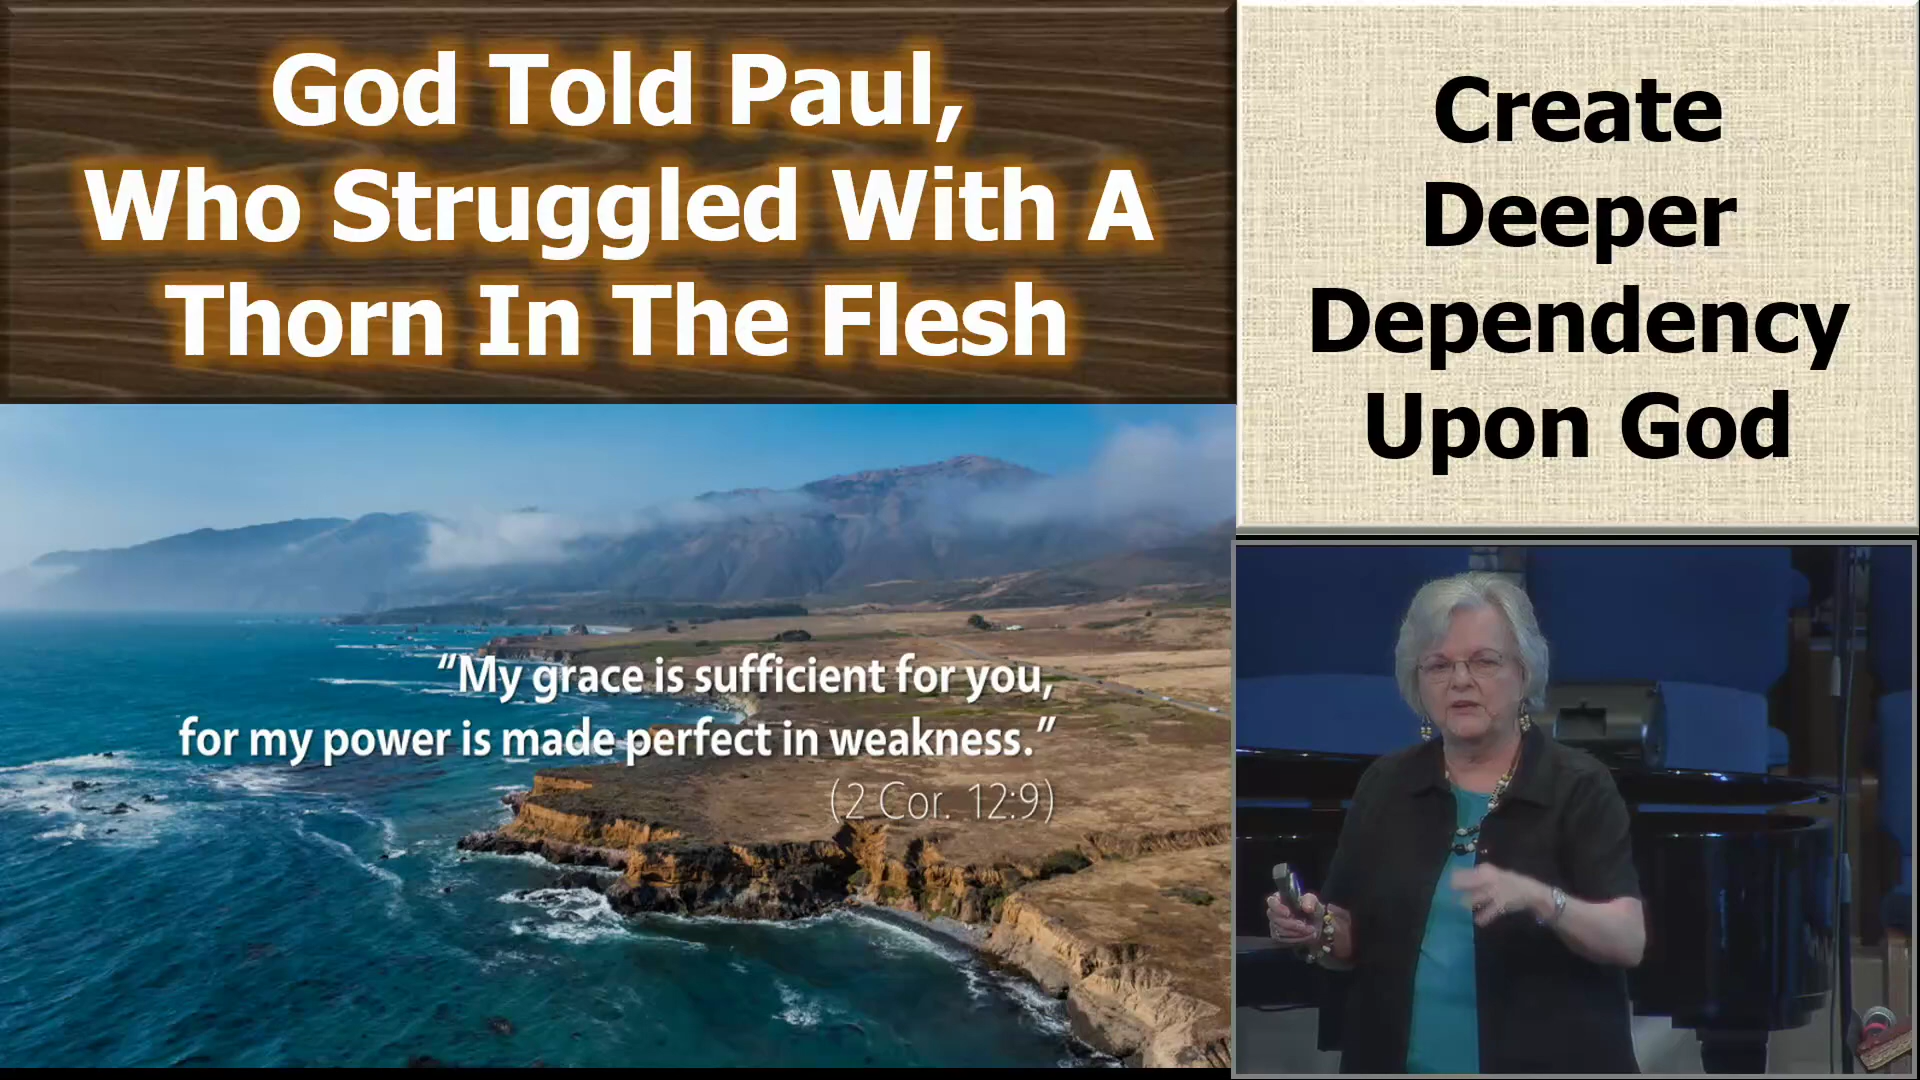 God Told Paul,
Who Struggled With A
Thorn In The Flesh
Create
Deeper
Dependency
Upon God
“My grace is sufficient for you,
for my power is made perfect in weakness.”
(2 Cor. 12:9)